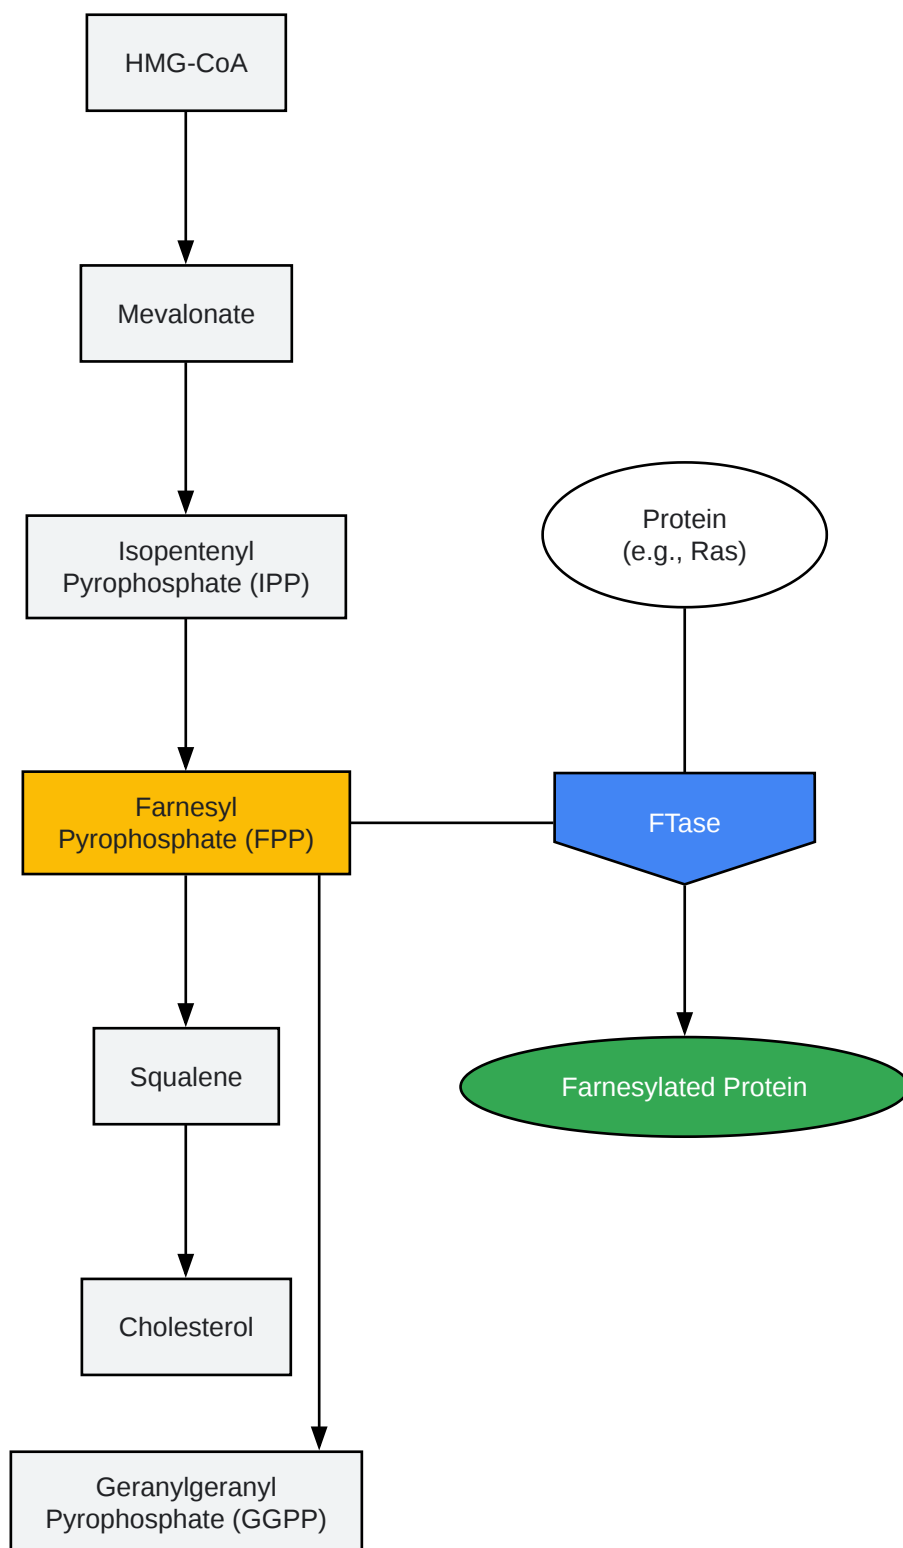 HMG-CoA
Mevalonate
Isopentenyl
Pyrophosphate (IPP)
Protein
(e.g., Ras)
Farnesyl
Pyrophosphate (FPP)
FTase
Squalene
Farnesylated Protein
Cholesterol
Geranylgeranyl
Pyrophosphate (GGPP)